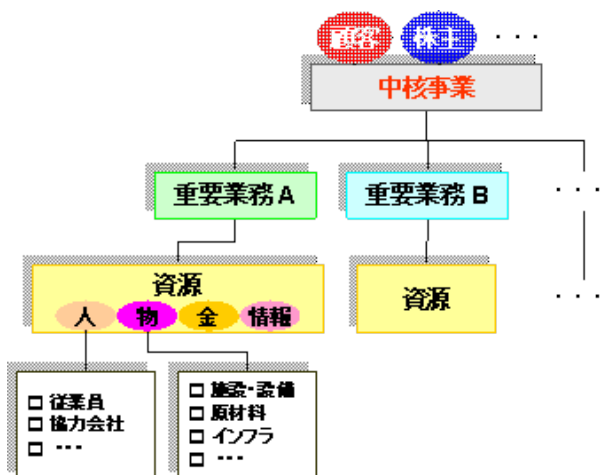 顧客 株主 ・・・
中核事業
重要業務A 重要業務B ・・・
資源
人 物 金 情報
資源 ・・・
□ 従業員
□ 協力会社
□ ・・・
□ 施設・設備
□ 原材料
□ インフラ
□ ・・・